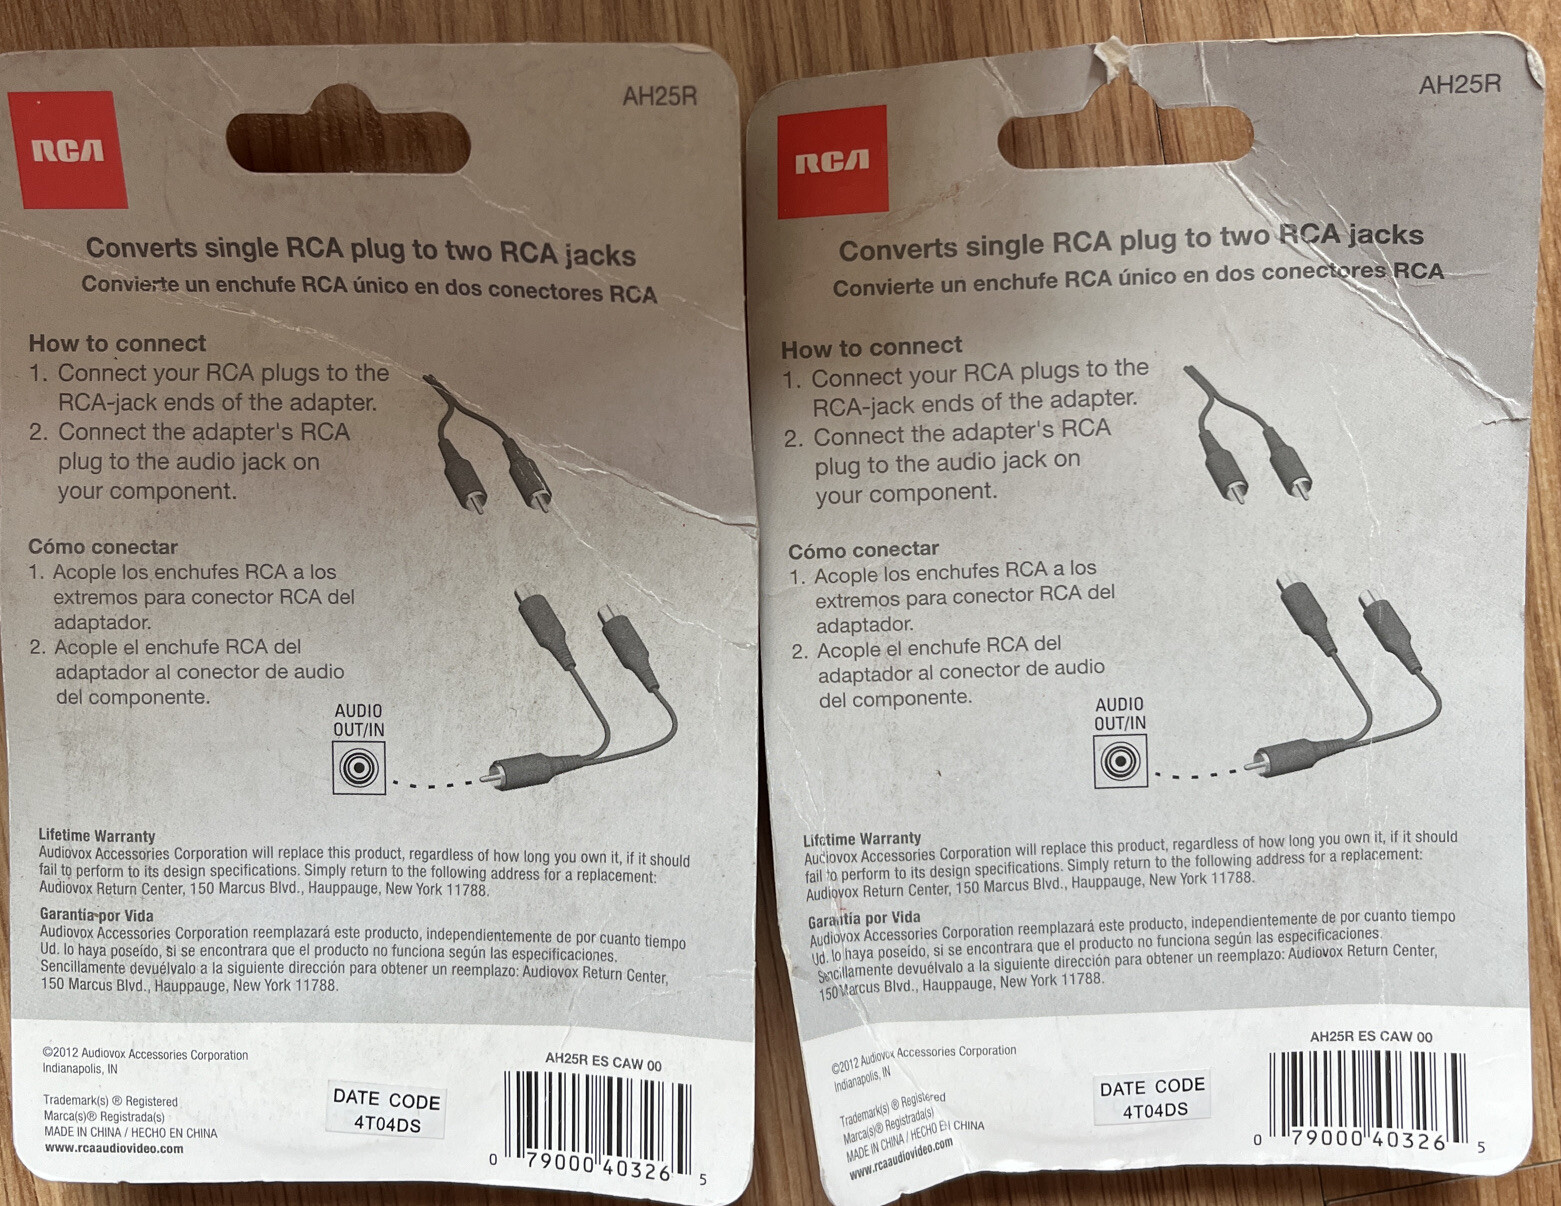 RCA
AH25R
Converts single RCA plug to two RCA jacks
Convierte un enchufe RCA único en dos conectores RCA
How to connect
1. Connect your RCA plugs to the
RCA-jack ends of the adapter.
2. Connect the adapter's RCA
plug to the audio jack on
your component.
Cómo conectar
1. Acople los enchufes RCA a los
extremos para conector RCA del
adaptador.
2. Acople el enchufe RCA del
adaptador al conector de audio
del componente.
AUDIO
OUT/IN
Lifetime Warranty
Audiovox Accessories Corporation will replace this product, regardless of how long you own it, if it should
fail to perform to its design specifications. Simply return to the following address for a replacement:
Audiovox Return Center, 150 Marcus Blvd., Hauppauge, New York 11788.
Garantía por Vida
Audiovox Accessories Corporation reemplazará este producto, independientemente de por cuanto tiempo
Ud. lo haya poseído, si se encontrara que el producto no funciona según las especificaciones.
Sencillamente devuélvalo a la siguiente dirección para obtener un reemplazo: Audiovox Return Center,
150 Marcus Blvd., Hauppauge, New York 11788.
©2012 Audiovox Accessories Corporation
Indianapolis, IN
Trademark(s) ® Registered
Marca(s)® Registrada(s)
MADE IN CHINA / HECHO EN CHINA
www.rcaaudiovideo.com
DATE CODE
4T04DS
AH25R ES CAW 00
0 79000 40326 5
RCA
AH25R
Converts single RCA plug to two RCA jacks
Convierte un enchufe RCA único en dos conectores RCA
How to connect
1. Connect your RCA plugs to the
RCA-jack ends of the adapter.
2. Connect the adapter's RCA
plug to the audio jack on
your component.
Cómo conectar
1. Acople los enchufes RCA a los
extremos para conector RCA del
adaptador.
2. Acople el enchufe RCA del
adaptador al conector de audio
del componente.
AUDIO
OUT/IN
Lifetime Warranty
Audiovox Accessories Corporation will replace this product, regardless of how long you own it, if it should
fail to perform to its design specifications. Simply return to the following address for a replacement:
Audiovox Return Center, 150 Marcus Blvd., Hauppauge, New York 11788.
Garantía por Vida
Audiovox Accessories Corporation reemplazará este producto, independientemente de por cuanto tiempo
Ud. lo haya poseído, si se encontrara que el producto no funciona según las especificaciones.
Sencillamente devuélvalo a la siguiente dirección para obtener un reemplazo: Audiovox Return Center,
150 Marcus Blvd., Hauppauge, New York 11788.
©2012 Audiovox Accessories Corporation
Indianapolis, IN
Trademark(s) ® Registered
Marca(s)® Registrada(s)
MADE IN CHINA / HECHO EN CHINA
www.rcaaudiovideo.com
DATE CODE
4T04DS
AH25R ES CAW 00
0 79000 40326 5